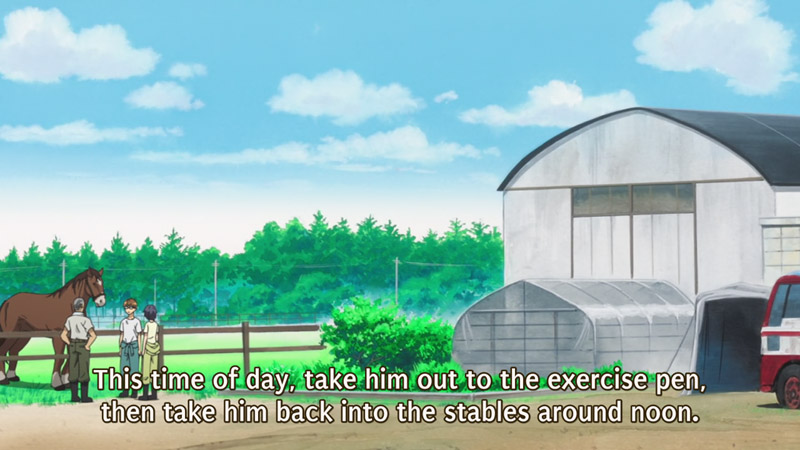 This time of day, take him out to the exercise pen,
then take him back into the stables around noon.